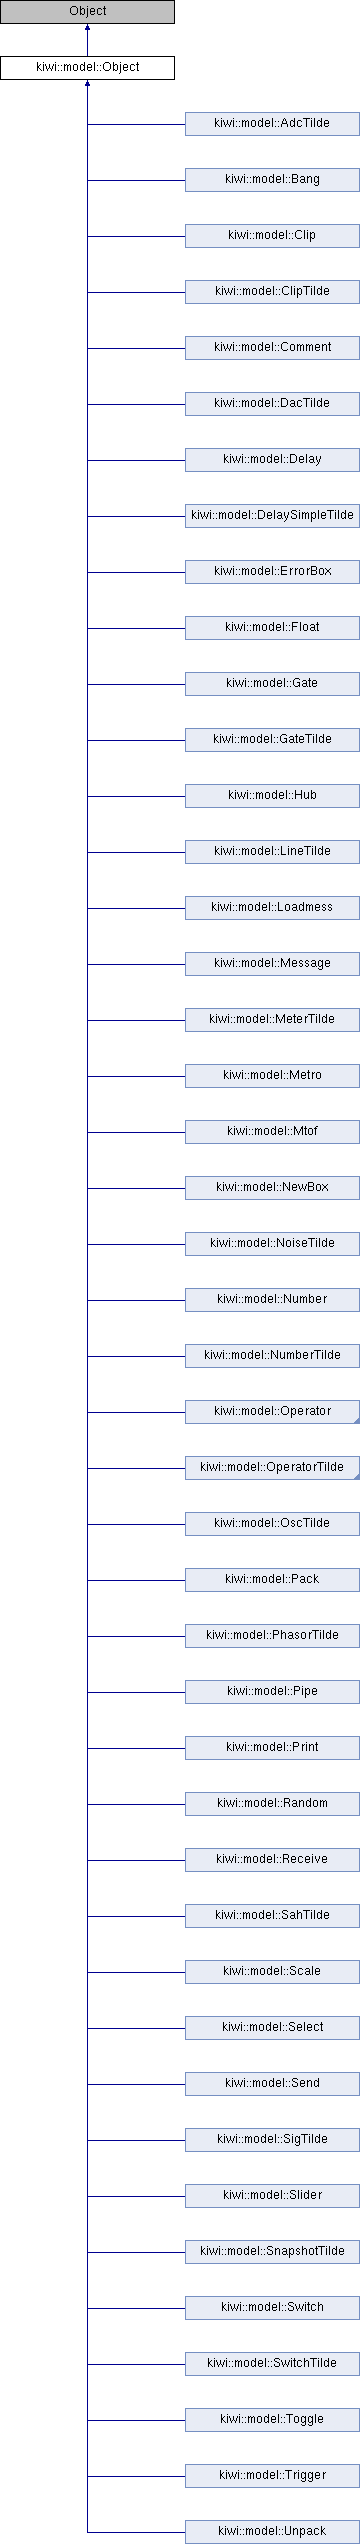 Object
kiwi::model::Object
kiwi::model::AdcTilde
kiwi::model::Bang
kiwi::model::Clip
kiwi::model::ClipTilde
kiwi::model::Comment
kiwi::model::DacTilde
kiwi::model::Delay
kiwi::model::DelaySimpleTilde
kiwi::model::ErrorBox
kiwi::model::Float
kiwi::model::Gate
kiwi::model::GateTilde
kiwi::model::Hub
kiwi::model::LineTilde
kiwi::model::Loadmess
kiwi::model::Message
kiwi::model::MeterTilde
kiwi::model::Metro
kiwi::model::Mtof
kiwi::model::NewBox
kiwi::model::NoiseTilde
kiwi::model::Number
kiwi::model::NumberTilde
kiwi::model::Operator
kiwi::model::OperatorTilde
kiwi::model::OscTilde
kiwi::model::Pack
kiwi::model::PhasorTilde
kiwi::model::Pipe
kiwi::model::Print
kiwi::model::Random
kiwi::model::Receive
kiwi::model::SahTilde
kiwi::model::Scale
kiwi::model::Select
kiwi::model::Send
kiwi::model::SigTilde
kiwi::model::Slider
kiwi::model::SnapshotTilde
kiwi::model::Switch
kiwi::model::SwitchTilde
kiwi::model::Toggle
kiwi::model::Trigger
kiwi::model::Unpack